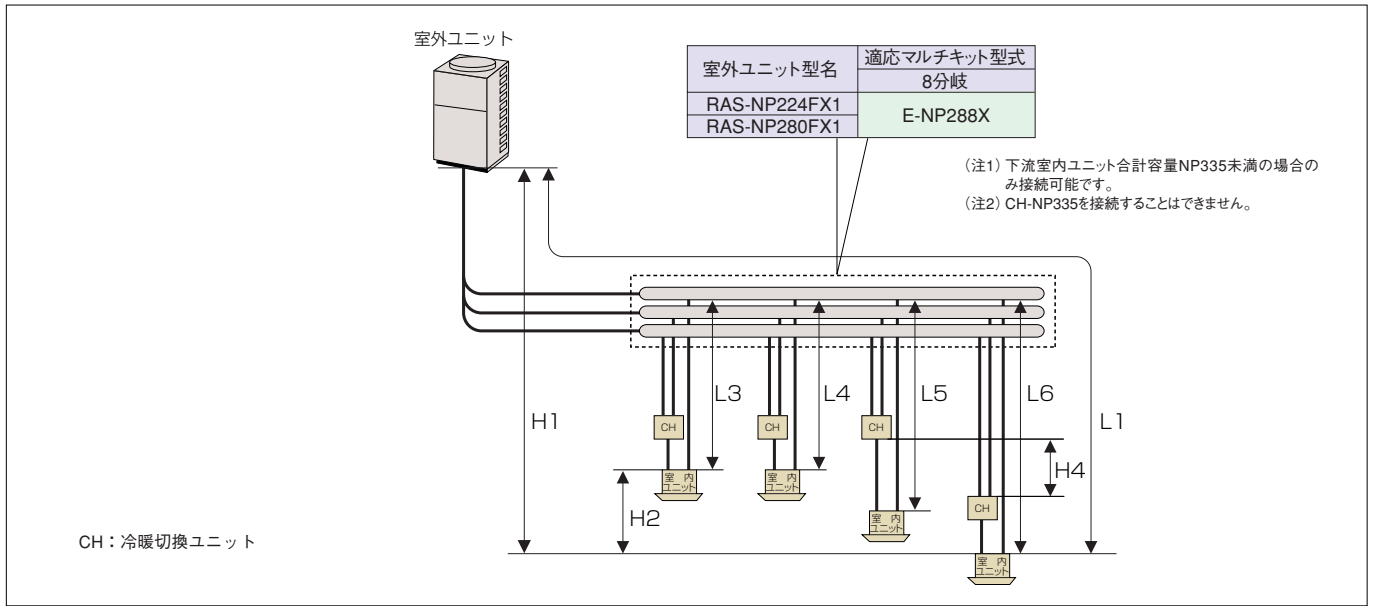 室外ユニット
室外ユニット型名
適応マルチキット型式
8分岐
RAS-NP224FX1
RAS-NP280FX1
E-NP288X
（注1）下流室内ユニット合計容量NP335未満の場合の
み接続可能です。
（注2）CH-NP335を接続することはできません。
H1
L3
L4
L5
L6
L1
CH
CH
CH
H4
室 内
ユニット
室 内
ユニット
CH
H2
室 内
ユニット
CH：冷暖切換ユニット
室 内
ユニット